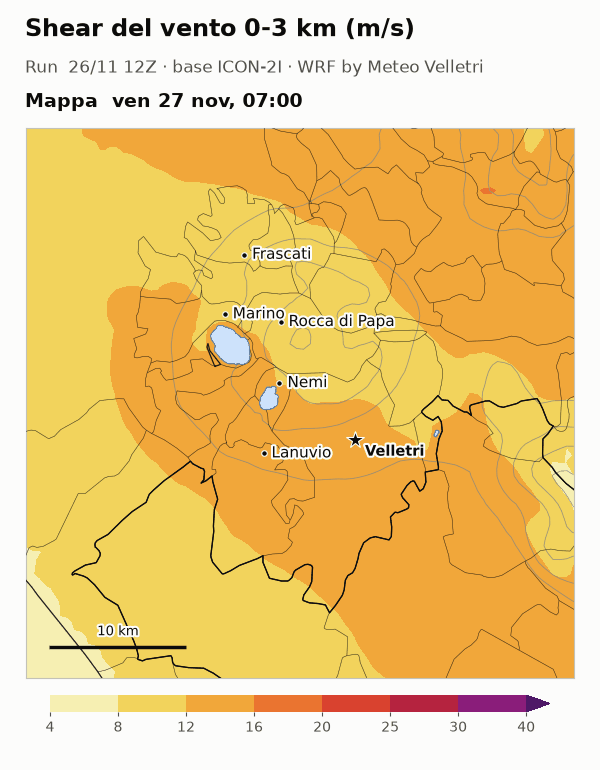 Shear del vento 0-3 km (m/s)
Run  26/11 12Z · base ICON-2I · WRF by Meteo Velletri
Mappa  ven 27 nov, 07:00
Frascati
Marino
Rocca di Papa
Nemi
Velletri
Lanuvio
10 km
4 8 12 16 20 25 30 40